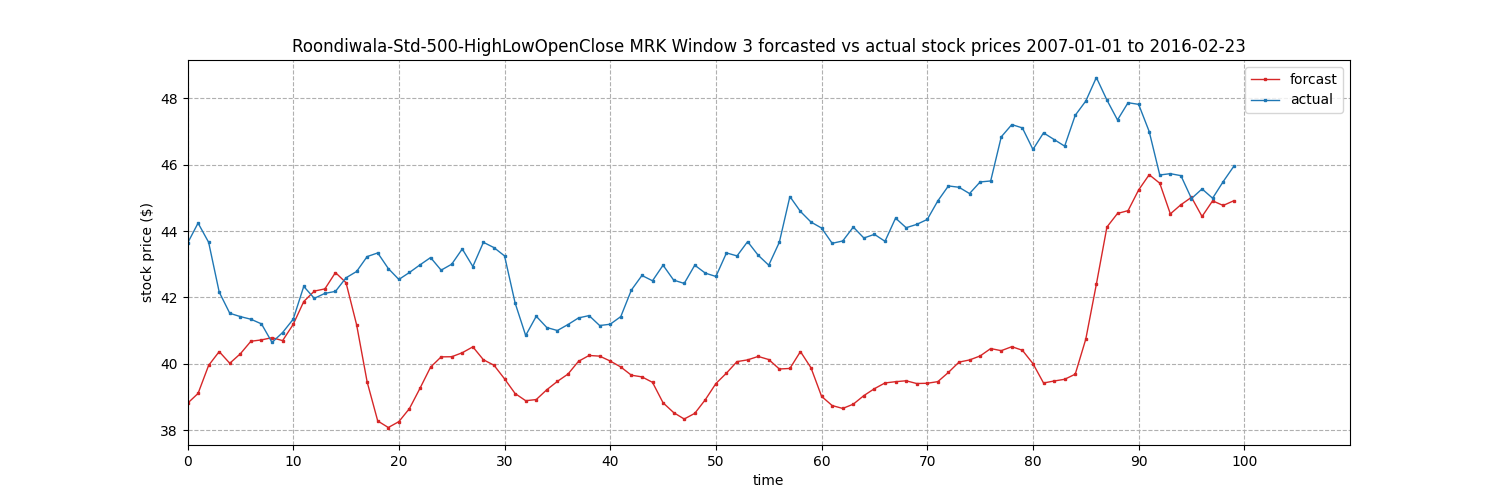 Roondiwala-Std-500-HighLowOpenClose MRK Window 3 forcasted vs actual stock prices 2007-01-01 to 2016-02-23
forcast
actual
48
46
44
42
40
38
stock price ($)
0 10 20 30 40 50 60 70 80 90 100
time